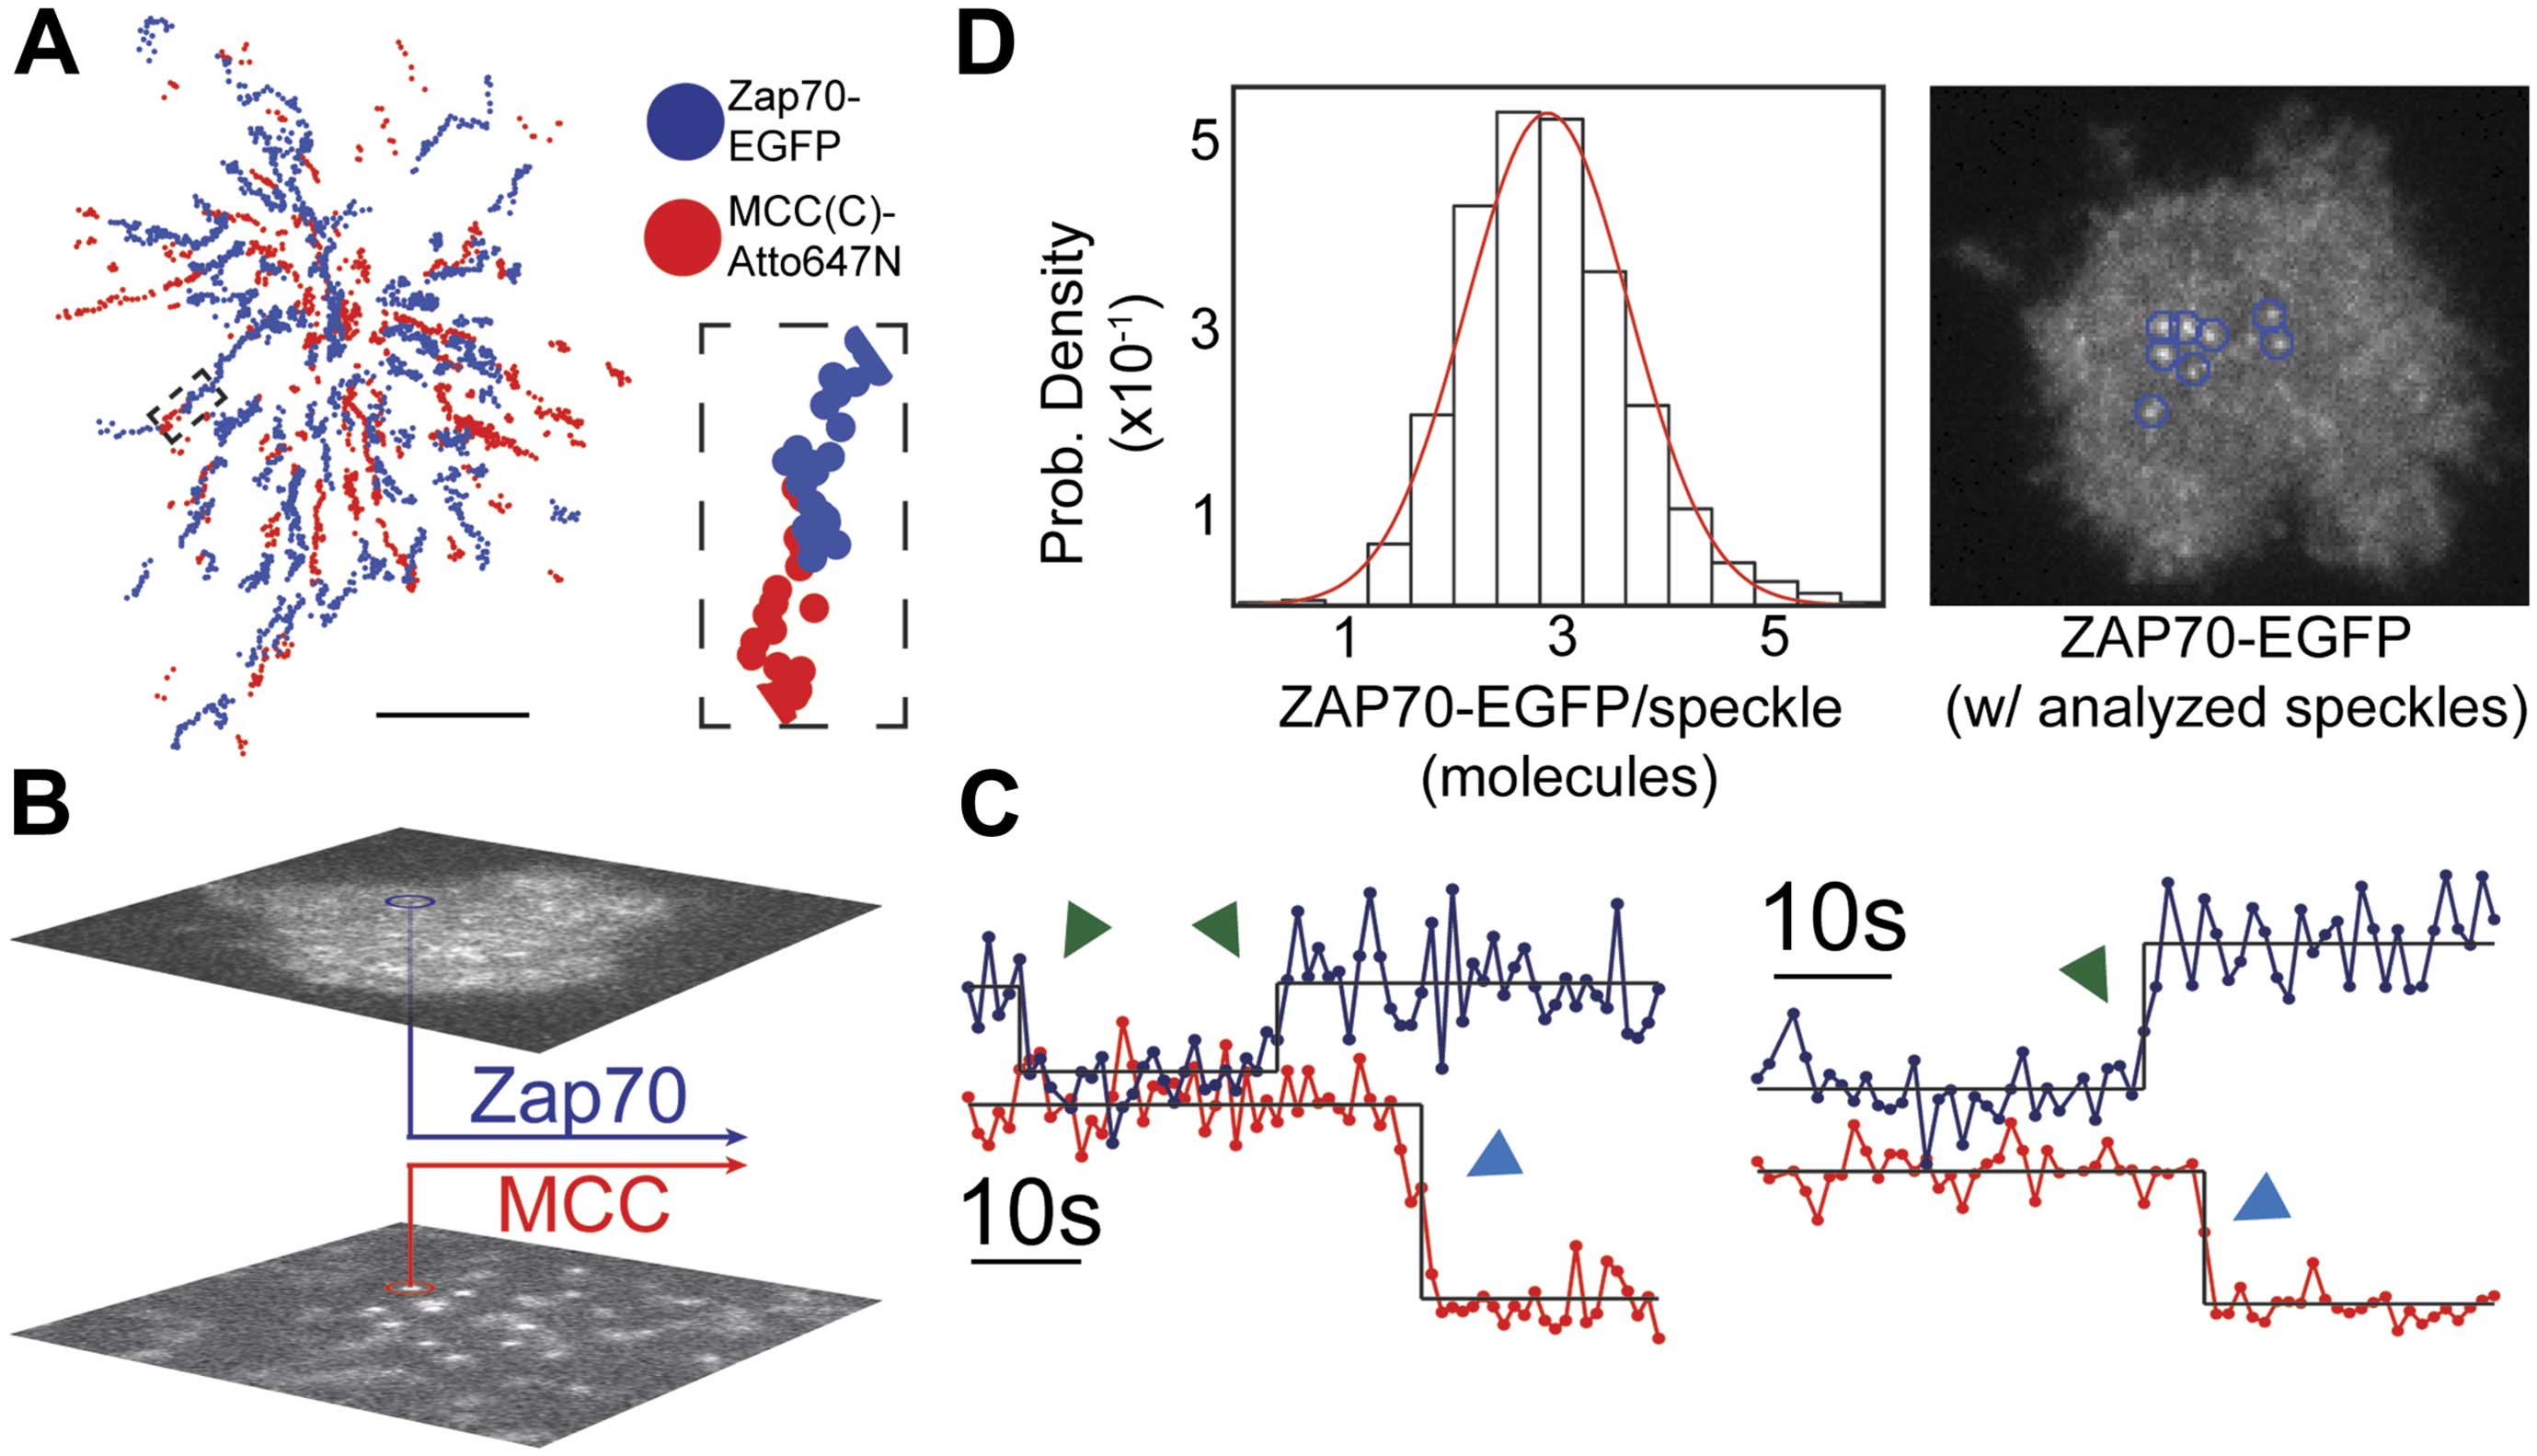 A
Zap70-
EGFP
MCC(C)-
Atto647N
B
Zap70
MCC
D
Prob. Density
(x10⁻¹)
5
3
1
1 3 5
ZAP70-EGFP/speckle
(molecules)
ZAP70-EGFP
(w/ analyzed speckles)
C
10s
10s